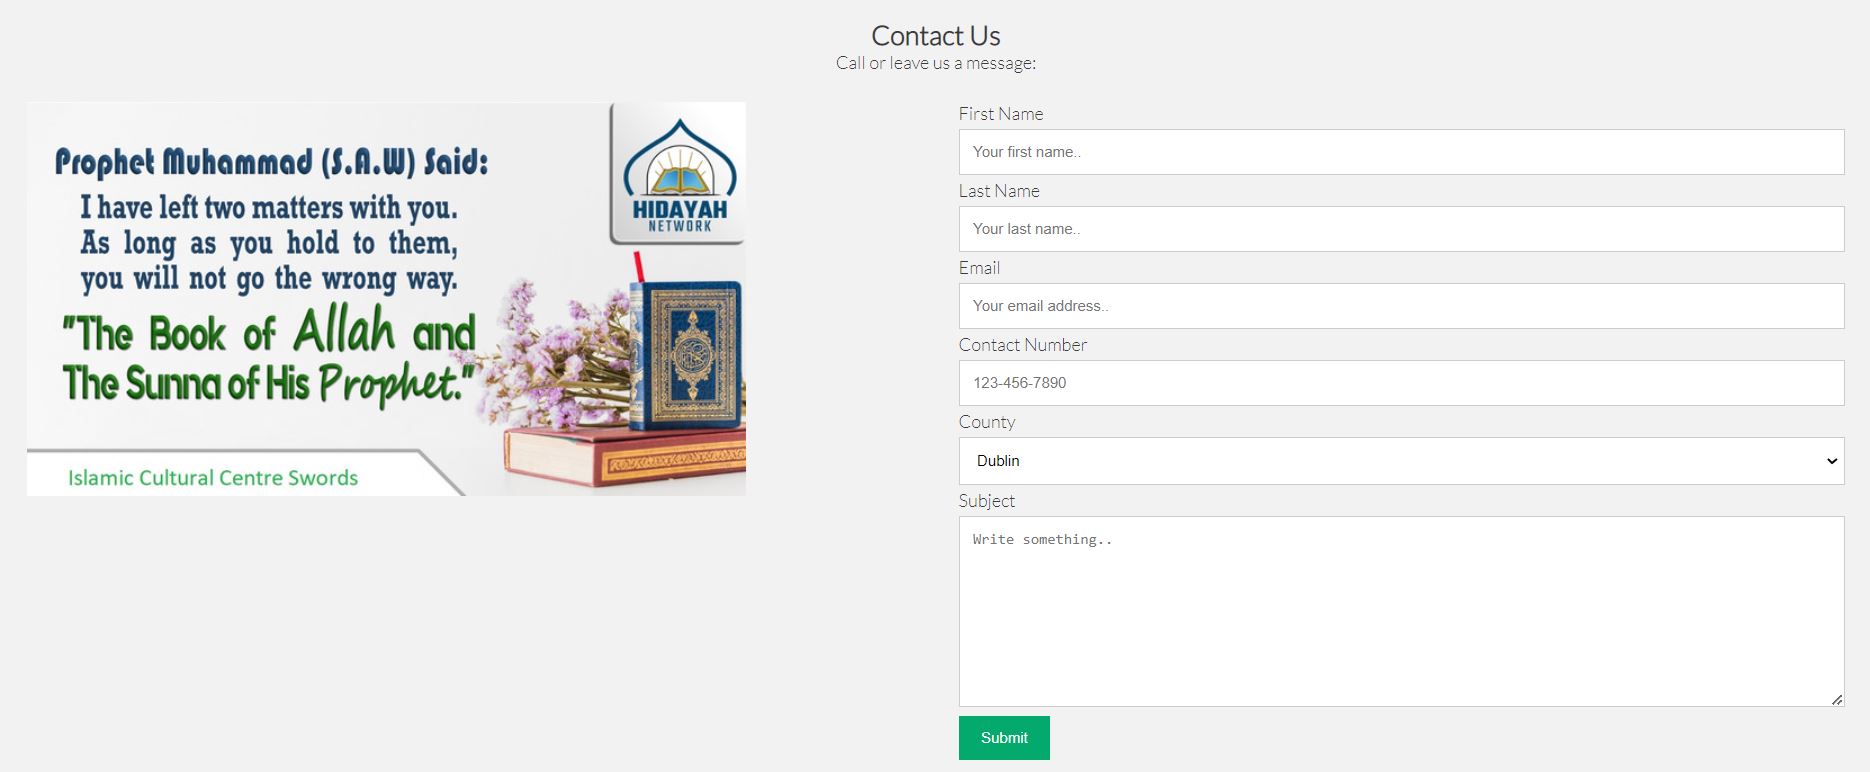 Contact Us
Call or leave us a message:
Prophet Muhammad (S.A.W) Said:
I have left two matters with you.
As long as you hold to them,
you will not go the wrong way.
"The Book of Allah and
The Sunna of His Prophet."
Islamic Cultural Centre Swords
HIDAYAH
NETWORK
First Name
Your first name..
Last Name
Your last name..
Email
Your email address..
Contact Number
123-456-7890
County
Dublin
Subject
Write something..
Submit